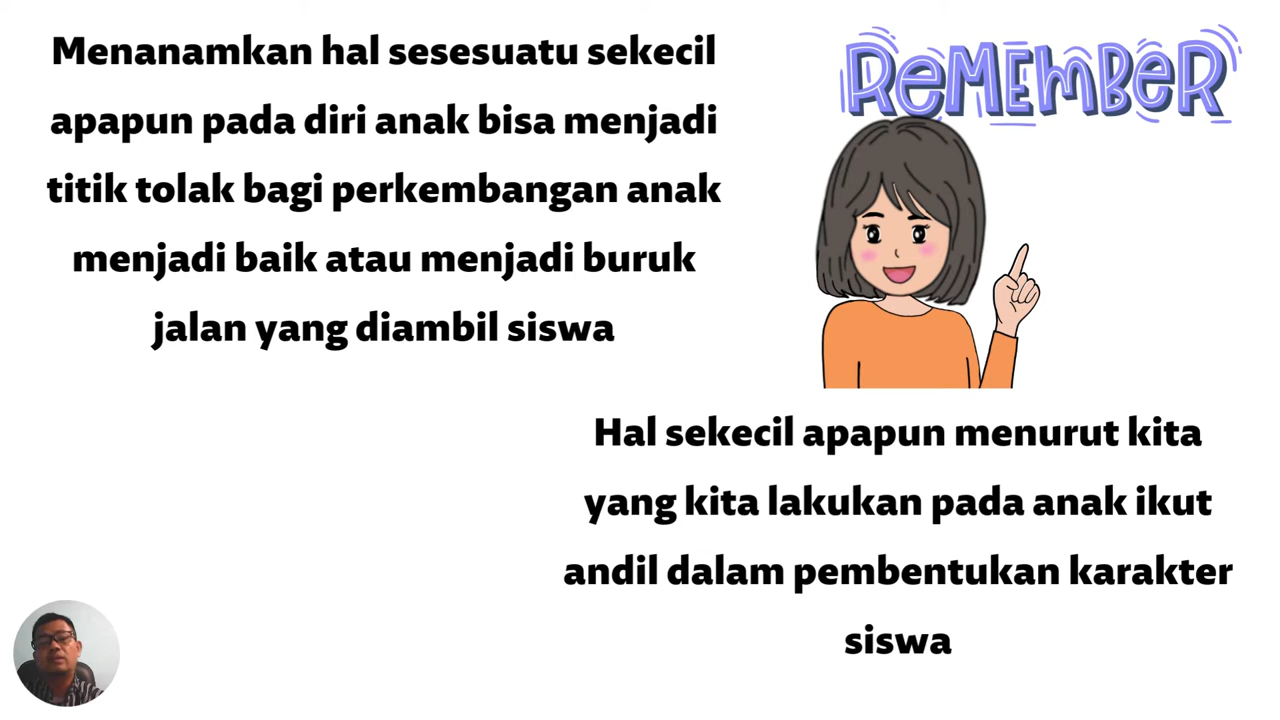 Menanamkan hal sesesuatu sekecil
apapun pada diri anak bisa menjadi
titik tolak bagi perkembangan anak
menjadi baik atau menjadi buruk
jalan yang diambil siswa
REMEMBER
Hal sekecil apapun menurut kita
yang kita lakukan pada anak ikut
andil dalam pembentukan karakter
siswa